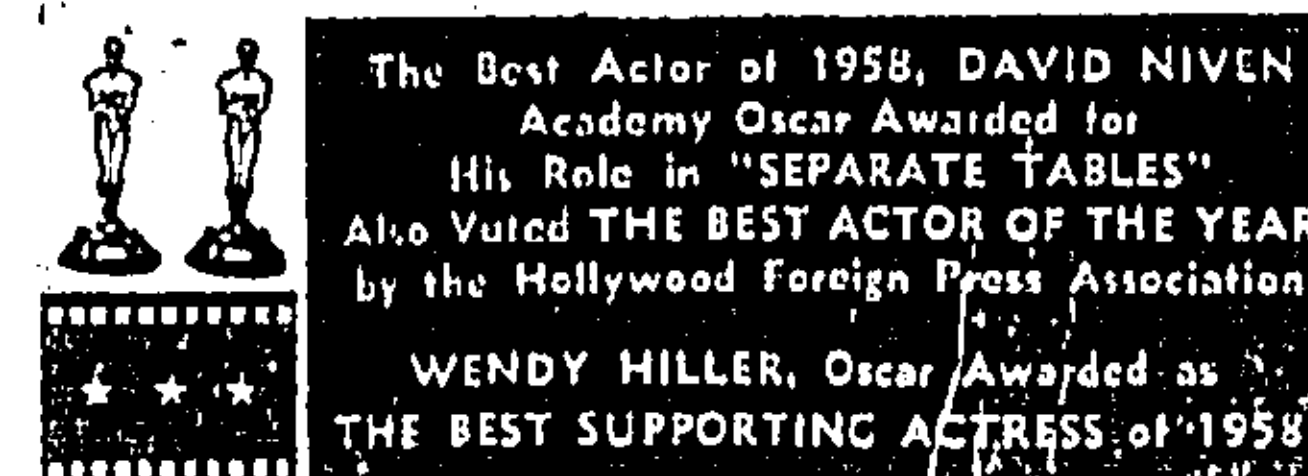 The Best Actor of 1958, DAVID NIVEN
Academy Oscar Awarded for
His Role in "SEPARATE TABLES"
Also Voted THE BEST ACTOR OF THE YEAR
by the Hollywood Foreign Press Association
WENDY HILLER, Oscar Awarded as
THE BEST SUPPORTING ACTRESS of 1958